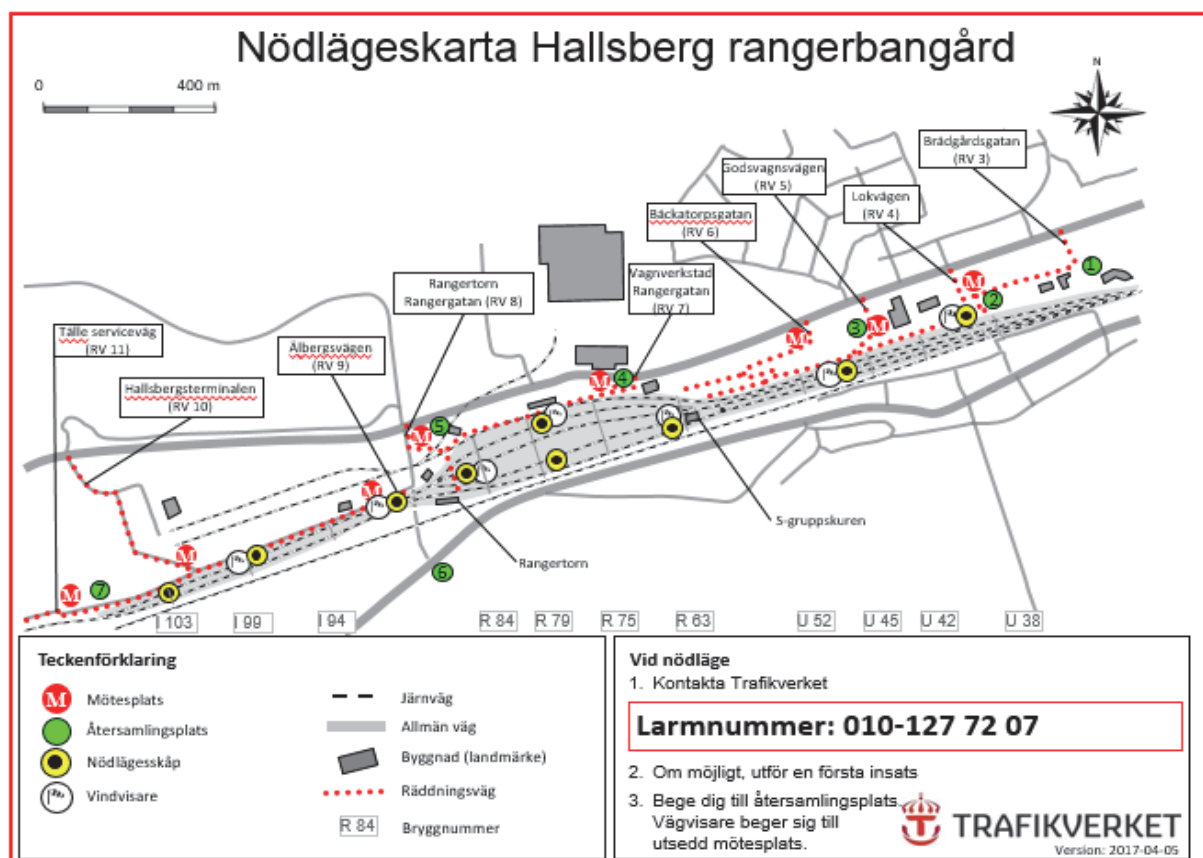 Nödlägeskarta Hallsberg rangerbangård
0 400 m
N
Brädgårdsgatan
(RV 3)
Godsvagnsvägen
(RV 5)
Lokvägen
(RV 4)
Bäckatorpsgatan
(RV 6)
Rangertorn
Rangergatan (RV 8)
Vagnverkstad
Rangergatan
(RV 7)
Tälle serviceväg
(RV 11)
Ålbergsvägen
(RV 9)
Hallsbergsterminalen
(RV 10)
1
M
2
3
M
M
4
M
5
M
M
M
M
7
6
S-gruppskuren
Rangertorn
I 103 I 99 I 94 R 84 R 79 R 75 R 63 U 52 U 45 U 42 U 38
Teckenförklaring
M Mötesplats
Återsamlingsplats
Nödlägesskåp
Vindvisare
Järnväg
Allmän väg
Byggnad (landmärke)
Räddningsväg
R 84 Bryggnummer
Vid nödläge
1. Kontakta Trafikverket
Larmnummer: 010-127 72 07
2. Om möjligt, utför en första insats
3. Bege dig till återsamlingsplats.
Vägvisare beger sig till
utsedd mötesplats.
TRAFIKVERKET
Version: 2017-04-05